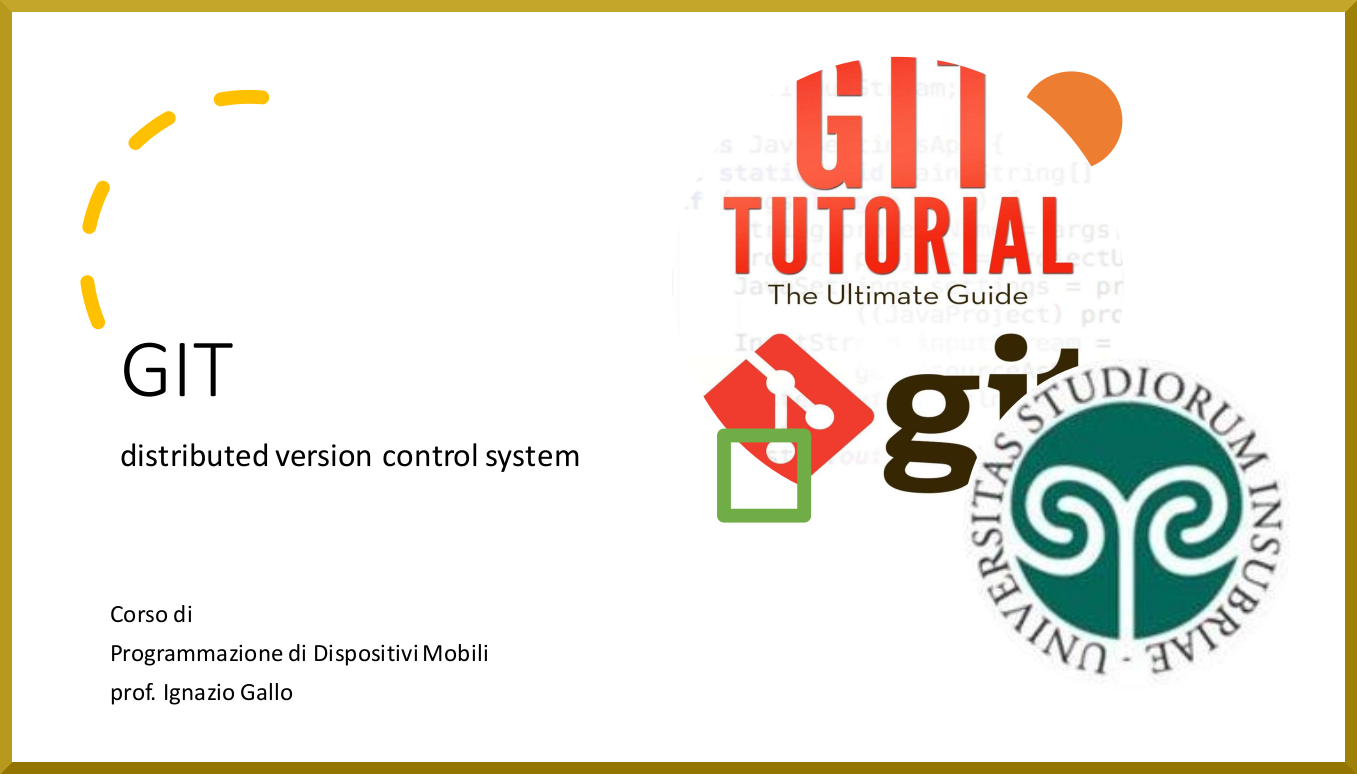 GIT
distributed version control system
Corso di
Programmazione di Dispositivi Mobili
prof. Ignazio Gallo
GIT
TUTORIAL
The Ultimate Guide
git
UNIVERSITAS STUDIORUM INSUBRIAE -